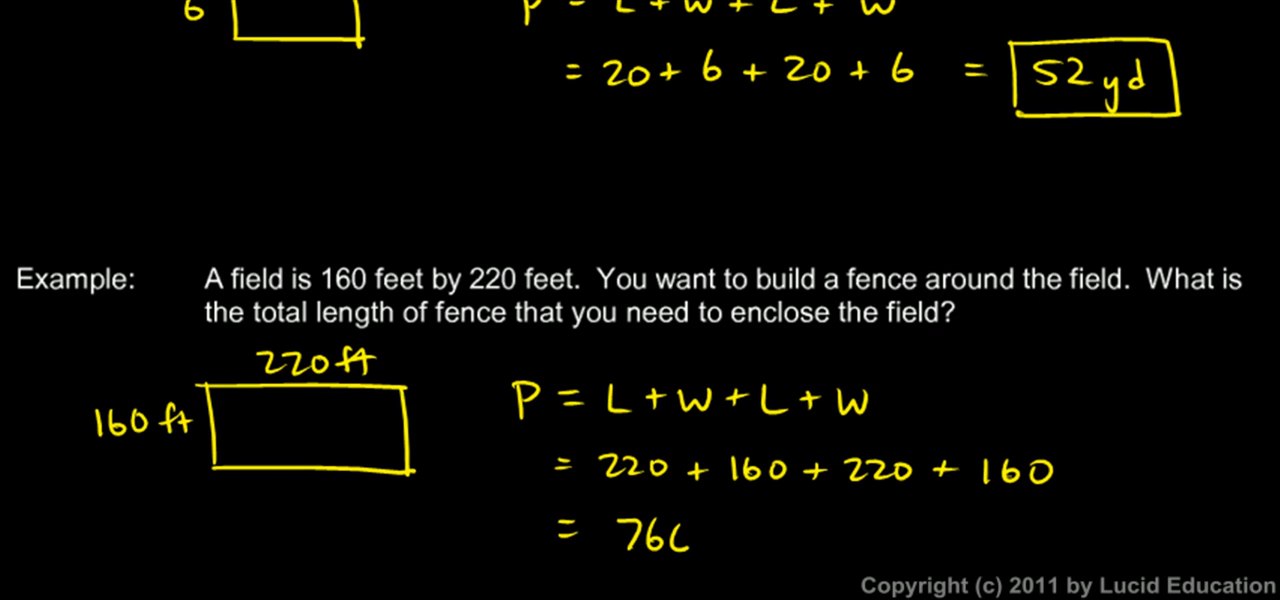 6
P = L + W + L + W
= 20 + 6 + 20 + 6 = 52 yd
Example: A field is 160 feet by 220 feet. You want to build a fence around the field. What is
the total length of fence that you need to enclose the field?
220 ft
160 ft
P = L + W + L + W
= 220 + 160 + 220 + 160
= 76
Copyright (c) 2011 by Lucid Education